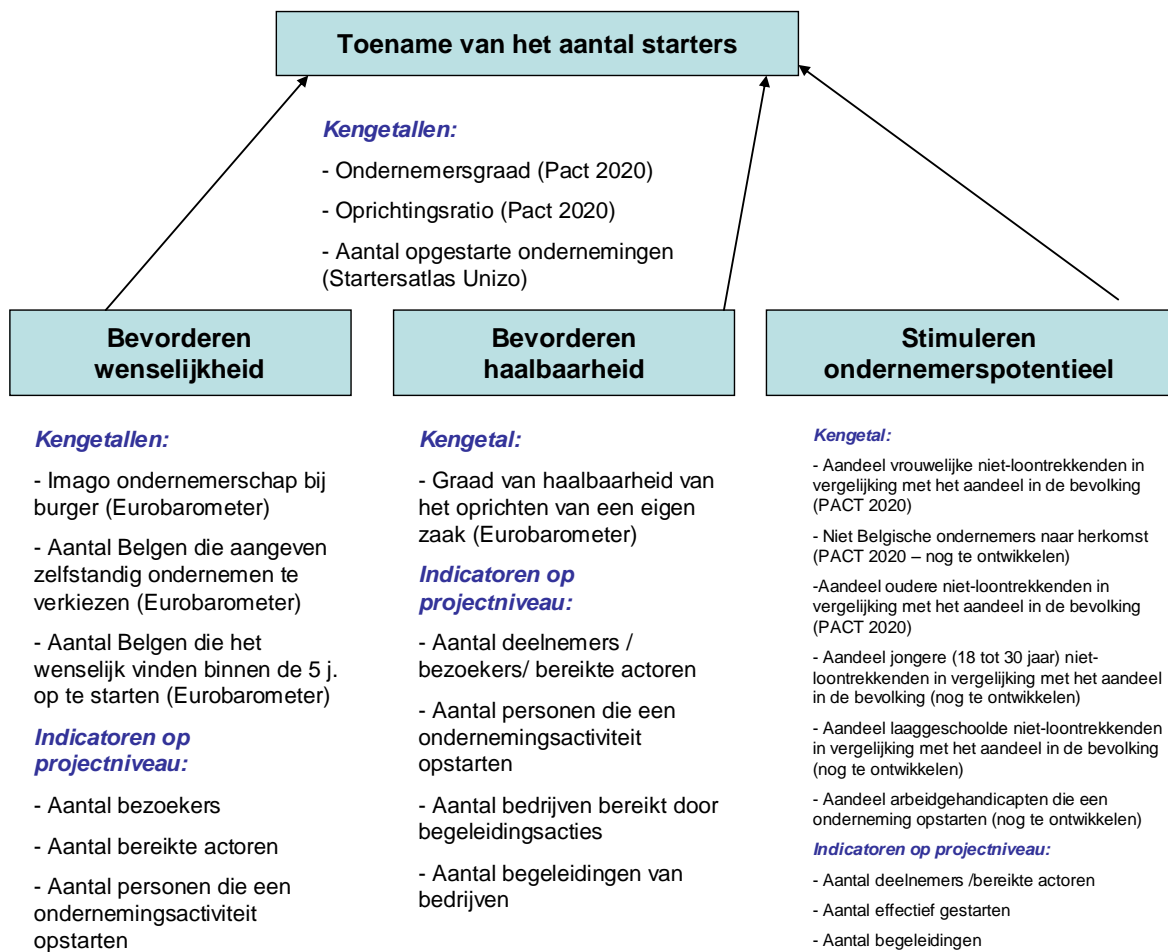 Toename van het aantal starters
Kengetallen:
- Ondernemersgraad (Pact 2020)
- Oprichtingsratio (Pact 2020)
- Aantal opgestarte ondernemingen
(Startersatlas Unizo)
Bevorderen
wenselijkheid
Kengetallen:
- Imago ondernemerschap bij
burger (Eurobarometer)
- Aantal Belgen die aangeven
zelfstandig ondernemen te
verkiezen (Eurobarometer)
- Aantal Belgen die het
wenselijk vinden binnen de 5 j.
op te starten (Eurobarometer)
Indicatoren op
projectniveau:
- Aantal bezoekers
- Aantal bereikte actoren
- Aantal personen die een
ondernemingsactiviteit
opstarten
Bevorderen
haalbaarheid
Kengetal:
- Graad van haalbaarheid van
het oprichten van een eigen
zaak (Eurobarometer)
Indicatoren op
projectniveau:
- Aantal deelnemers /
bezoekers/ bereikte actoren
- Aantal personen die een
ondernemingsactiviteit
opstarten
- Aantal bedrijven bereikt door
begeleidingsacties
- Aantal begeleidingen van
bedrijven
Stimuleren
ondernemerspotentieel
Kengetal:
- Aandeel vrouwelijke niet-loontrekkenden in
vergelijking met het aandeel in de bevolking
(PACT 2020)
- Niet Belgische ondernemers naar herkomst
(PACT 2020 – nog te ontwikkelen)
-Aandeel oudere niet-loontrekkenden in
vergelijking met het aandeel in de bevolking
(PACT 2020)
- Aandeel jongere (18 tot 30 jaar) niet-
loontrekkenden in vergelijking met het aandeel
in de bevolking (nog te ontwikkelen)
- Aandeel laaggeschoolde niet-loontrekkenden
in vergelijking met het aandeel in de bevolking
(nog te ontwikkelen)
- Aandeel arbeidgehandicapten die een
onderneming opstarten (nog te ontwikkelen)
Indicatoren op projectniveau:
- Aantal deelnemers /bereikte actoren
- Aantal effectief gestarten
- Aantal begeleidingen